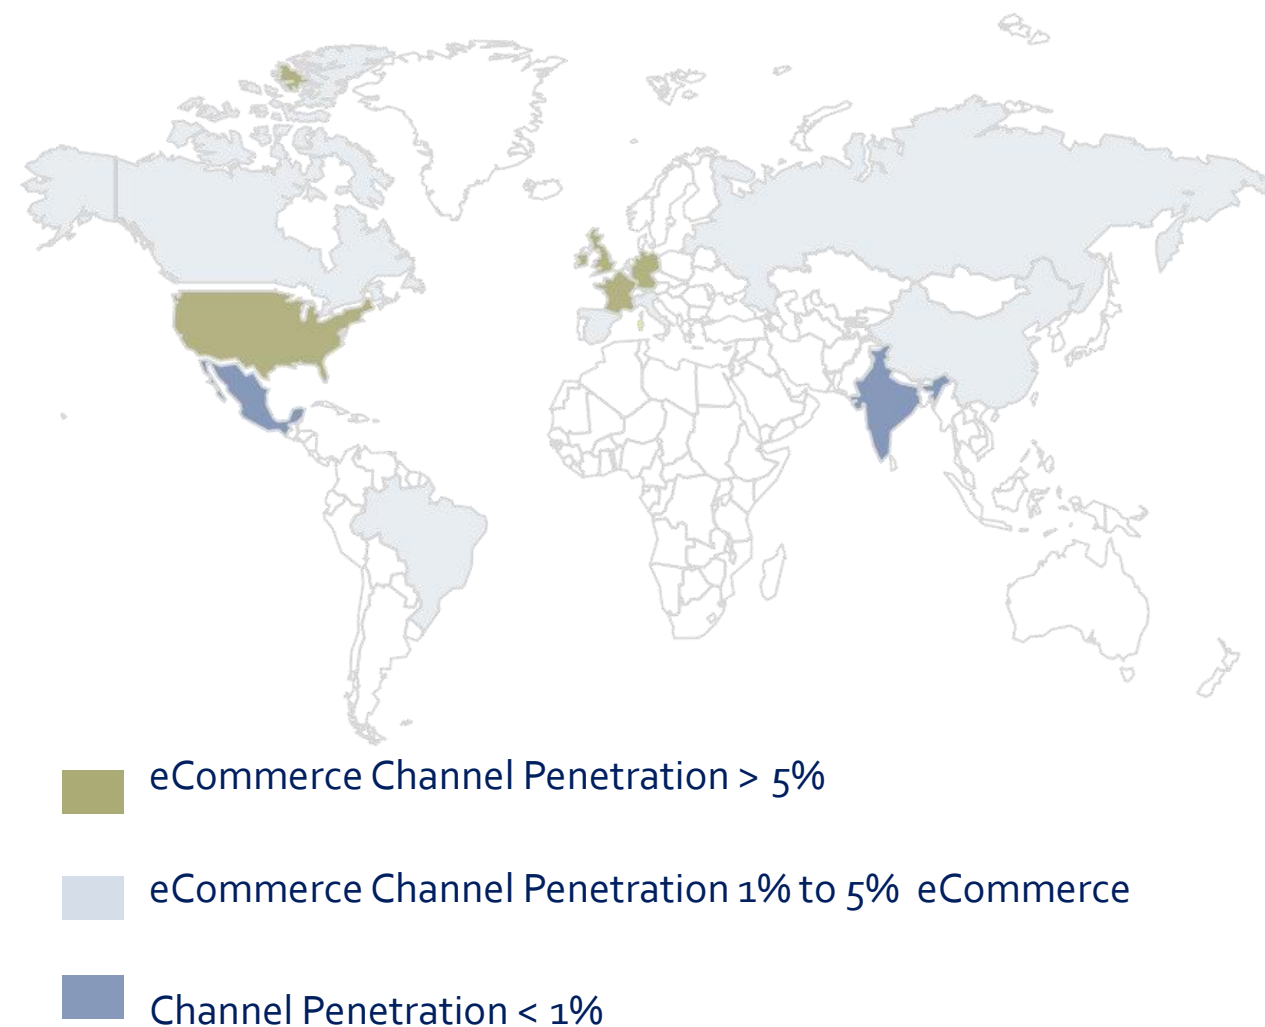 eCommerce Channel Penetration > 5%
eCommerce Channel Penetration 1% to 5% eCommerce
Channel Penetration < 1%